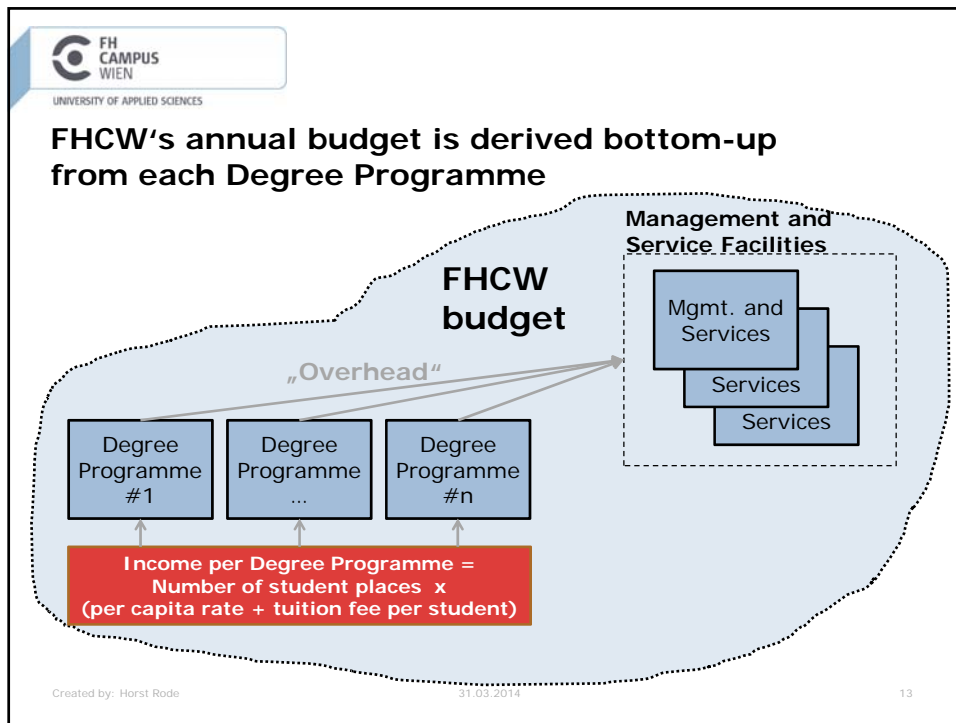 FH
CAMPUS
WIEN
UNIVERSITY OF APPLIED SCIENCES
FHCW‘s annual budget is derived bottom-up
from each Degree Programme
Management and
Service Facilities
FHCW
budget
Mgmt. and
Services
Services
Services
„Overhead“
Degree
Programme
#1
Degree
Programme
…
Degree
Programme
#n
Income per Degree Programme =
Number of student places x
(per capita rate + tuition fee per student)
Created by: Horst Rode
31.03.2014
13